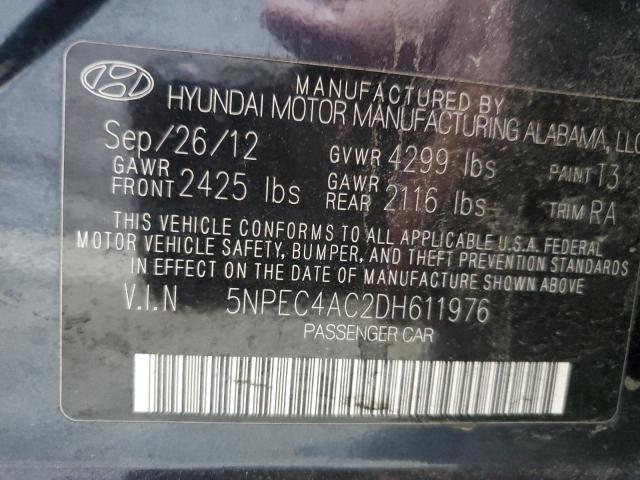 MANUFACTURED BY
HYUNDAI MOTOR MANUFACTURING ALABAMA, LLC
Sep/26/12 GVWR 4299 lbs PAINT T3
GAWR FRONT 2425 lbs GAWR REAR 2116 lbs TRIM RA
THIS VEHICLE CONFORMS TO ALL APPLICABLE U.S.A. FEDERAL
MOTOR VEHICLE SAFETY, BUMPER, AND THEFT PREVENTION STANDARDS
IN EFFECT ON THE DATE OF MANUFACTURE SHOWN ABOVE.
V.I.N 5NPEC4AC2DH611976
PASSENGER CAR